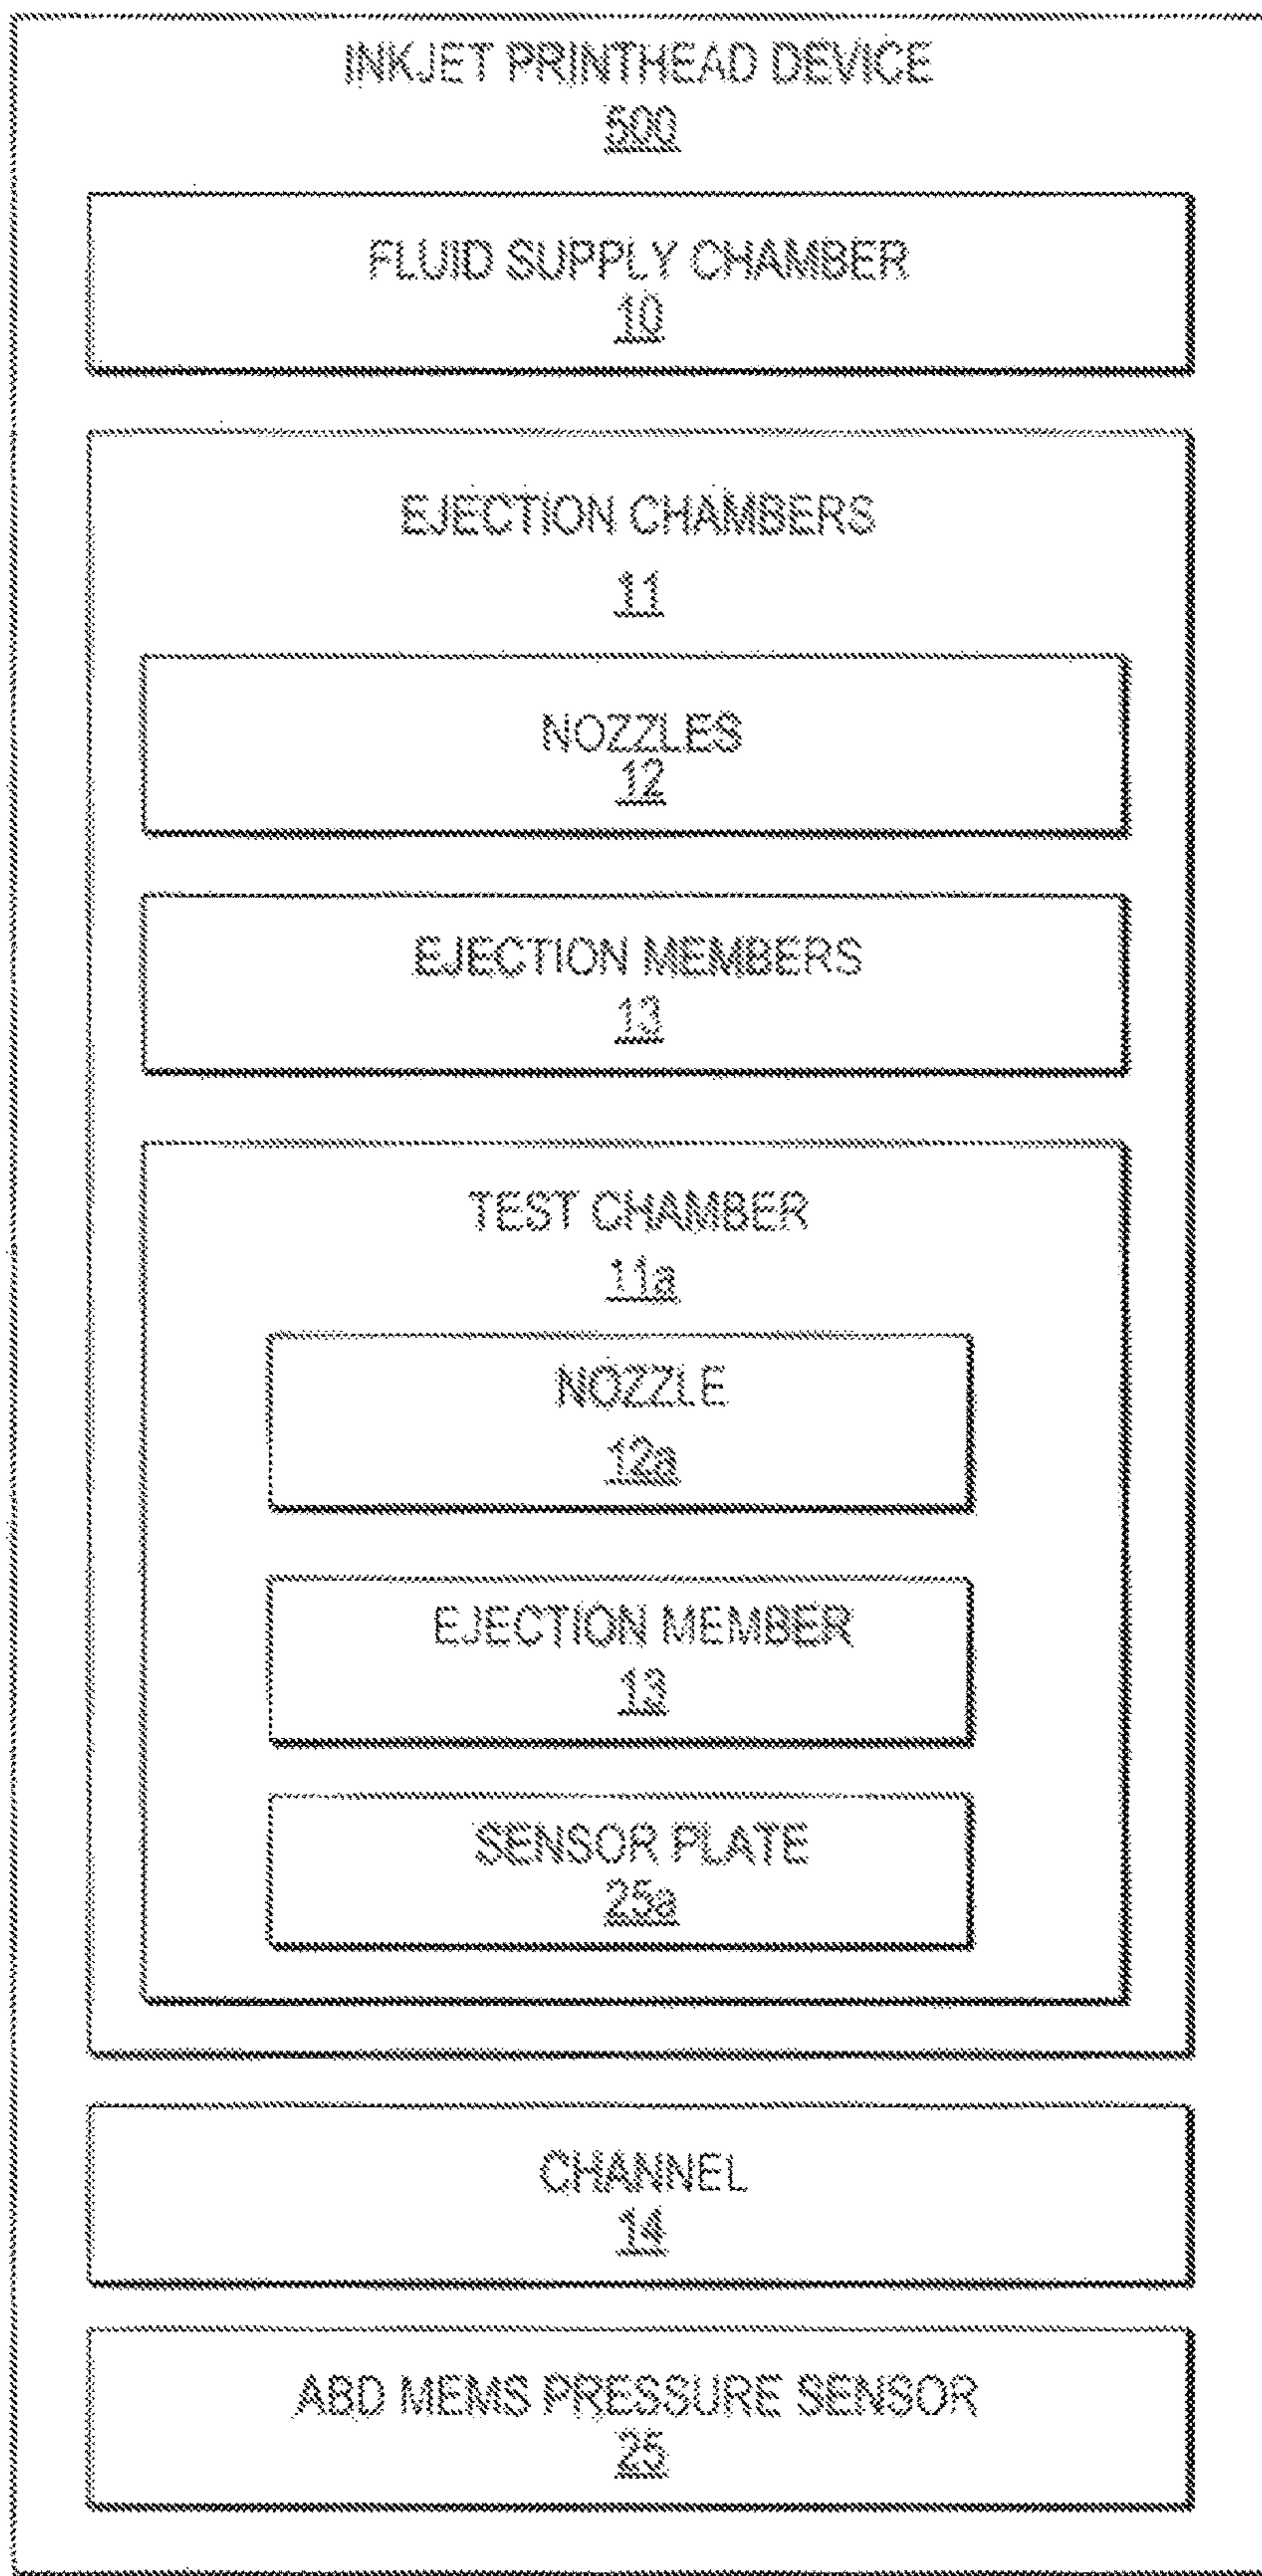 INKJET PRINTHEAD DEVICE
500
FLUID SUPPLY CHAMBER
10
EJECTION CHAMBERS
11
NOZZLES
12
EJECTION MEMBERS
13
TEST CHAMBER
11a
NOZZLE
12a
EJECTION MEMBER
13
SENSOR PLATE
25a
CHANNEL
14
ABD MEMS PRESSURE SENSOR
25